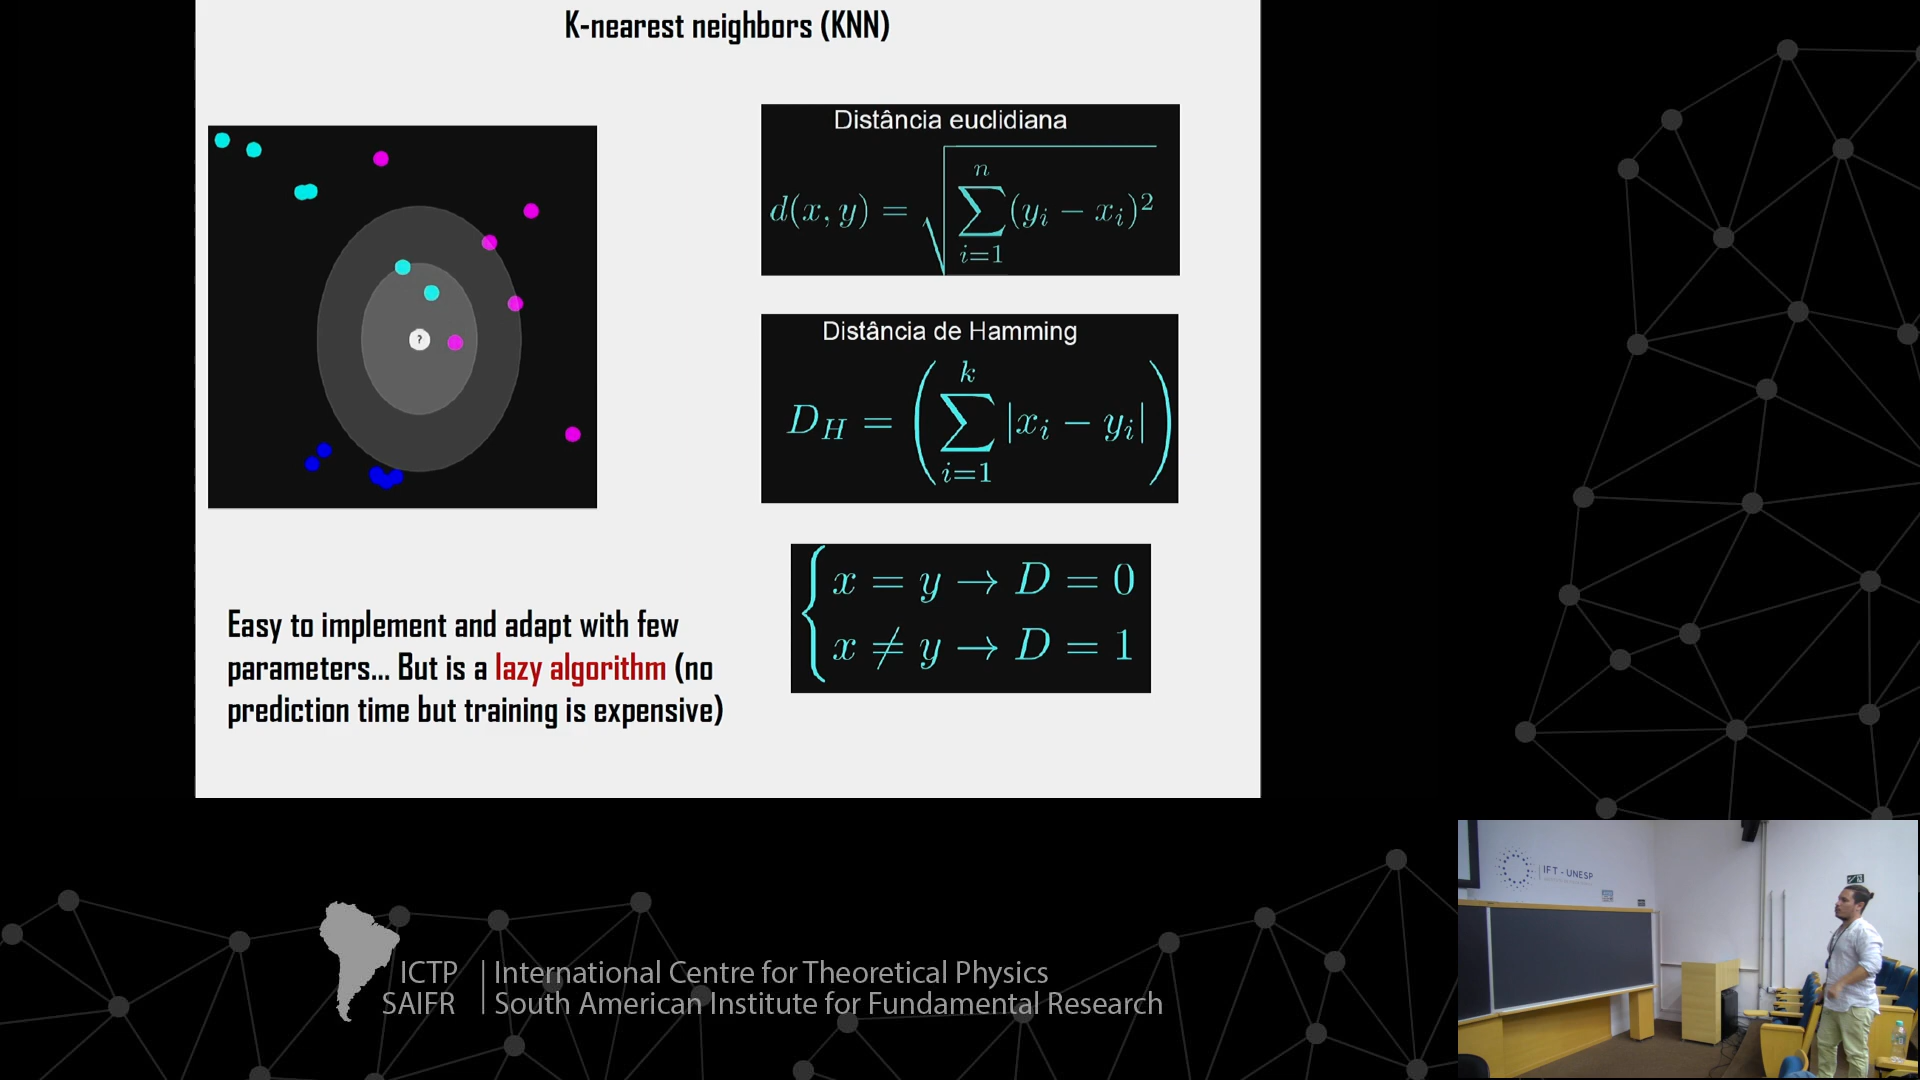 K-nearest neighbors (KNN)
Distância euclidiana
d(x, y) = √∑_{i=1}^{n} (y_i − x_i)^2
?
Distância de Hamming
D_H = (∑_{i=1}^{k} |x_i − y_i|)
x = y → D = 0
x ≠ y → D = 1
Easy to implement and adapt with few
parameters... But is a lazy algorithm (no
prediction time but training is expensive)
IFT - UNESP
ICTP
SAIFR
International Centre for Theoretical Physics
South American Institute for Fundamental Research